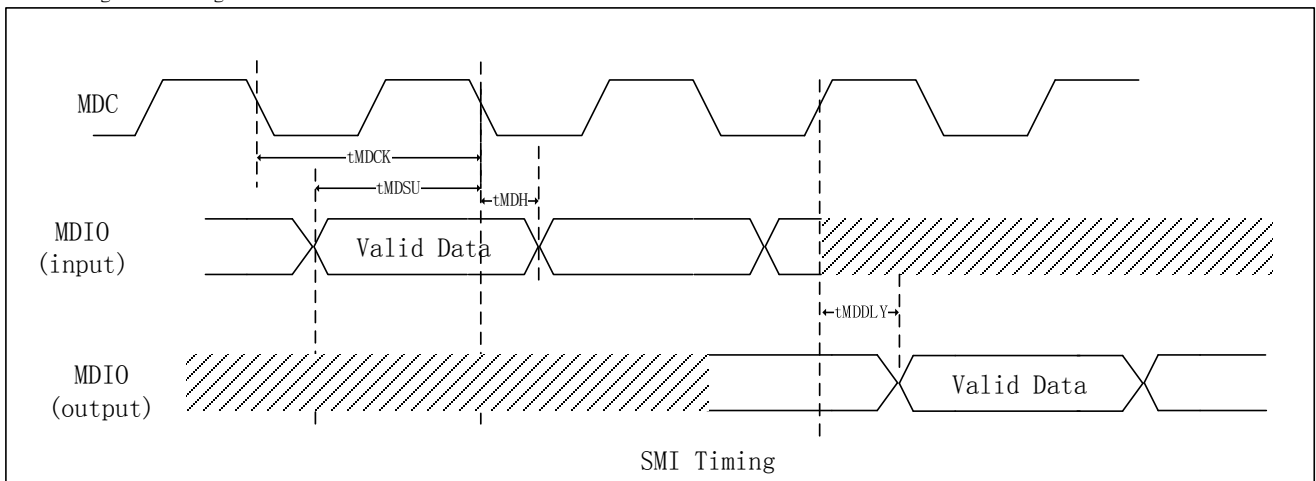 MDC
tMDCK
tMDSU
tMDH
MDIO
(input)
Valid Data
tMDDLY
MDIO
(output)
Valid Data
SMI Timing